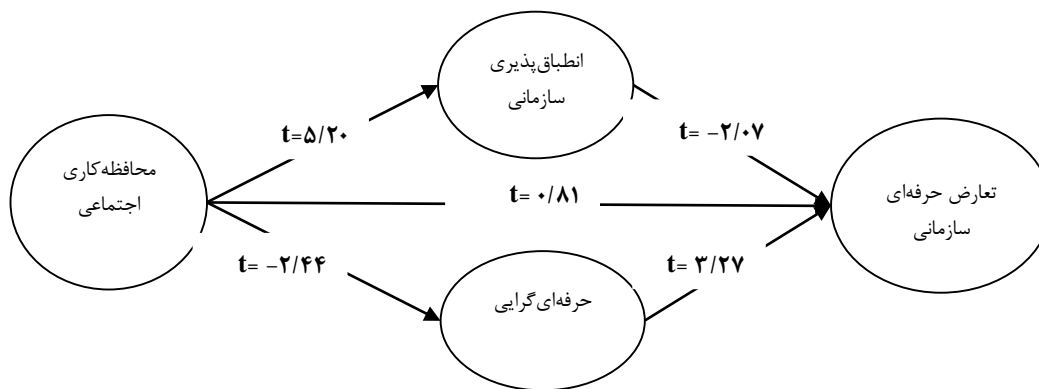 انطباق‌پذیری
سازمانی
t=۵/۲۰
t= -۲/۰۷
محافظه‌کاری
اجتماعی
t= ۰/۸۱
تعارض حرفه‌ای
سازمانی
t= -۲/۴۴
t= ۳/۲۷
حرفه‌ای‌گرایی